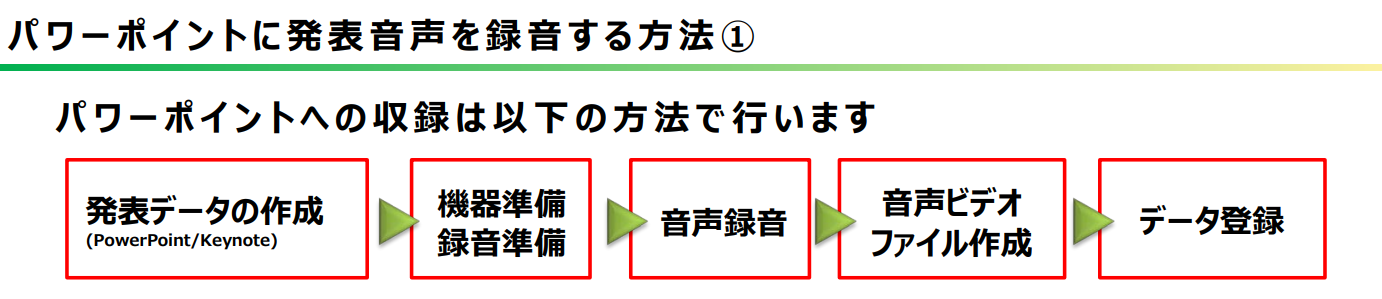 パワーポイントに発表音声を録音する方法①
パワーポイントへの収録は以下の方法で行います
発表データの作成
(PowerPoint/Keynote)
機器準備
録音準備
音声録音
音声ビデオ
ファイル作成
データ登録